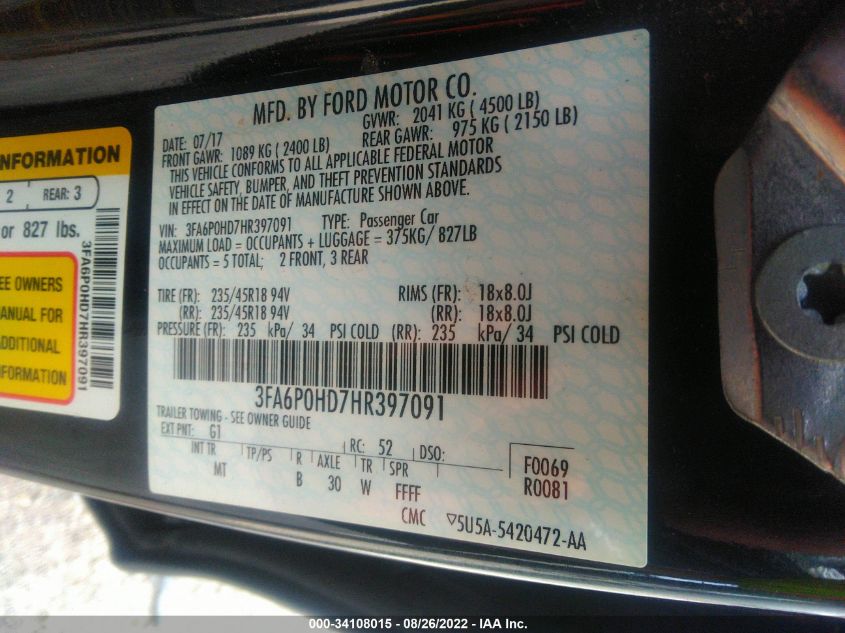 NFORMATION
2 REAR: 3
or 827 lbs.
3FA6P0HD7HR397091
EE OWNERS
ANUAL FOR
ADDITIONAL
NFORMATION
MFD. BY FORD MOTOR CO.
DATE: 07/17 GVWR: 2041 KG ( 4500 LB)
FRONT GAWR: 1089 KG ( 2400 LB) REAR GAWR: 975 KG ( 2150 LB)
THIS VEHICLE CONFORMS TO ALL APPLICABLE FEDERAL MOTOR
VEHICLE SAFETY, BUMPER, AND THEFT PREVENTION STANDARDS
IN EFFECT ON THE DATE OF MANUFACTURE SHOWN ABOVE.
VIN: 3FA6P0HD7HR397091 TYPE: Passenger Car
MAXIMUM LOAD = OCCUPANTS + LUGGAGE = 375KG/ 827LB
OCCUPANTS = 5 TOTAL; 2 FRONT, 3 REAR
TIRE (FR): 235/45R18 94V RIMS (FR): 18x8.0J
(RR): 235/45R18 94V (RR): 18x8.0J
PRESSURE (FR): 235 kPa/ 34 PSI COLD (RR): 235 kPa/ 34 PSI COLD
3FA6P0HD7HR397091
TRAILER TOWING - SEE OWNER GUIDE
EXT PNT: G1 RC: 52 DSO:
INT TR TP/PS R AXLE TR SPR F0069
MT B 30 W FFFF R0081
CMC ▽5U5A-5420472-AA
000-34108015 - 08/26/2022 - IAA Inc.